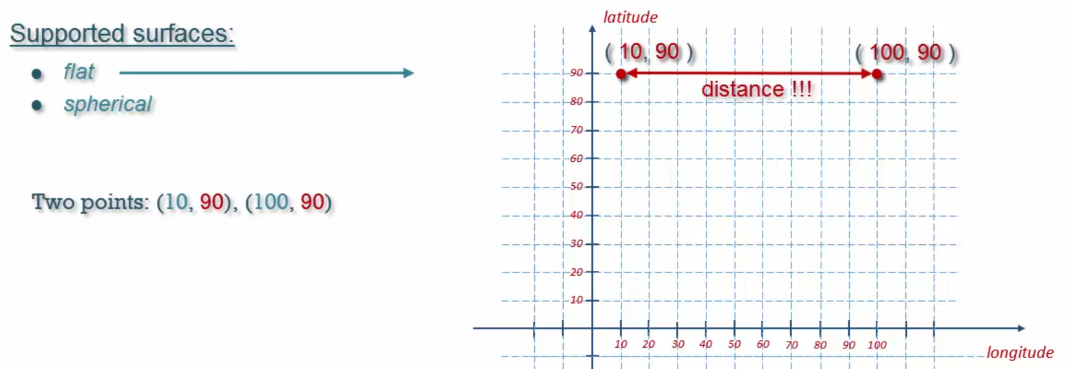 Supported surfaces:
• flat
• spherical
Two points: (10, 90), (100, 90)
latitude
( 10, 90 ) ( 100, 90 )
distance !!!
90
80
70
60
50
40
30
20
10
10 20 30 40 50 60 70 80 90 100
longitude